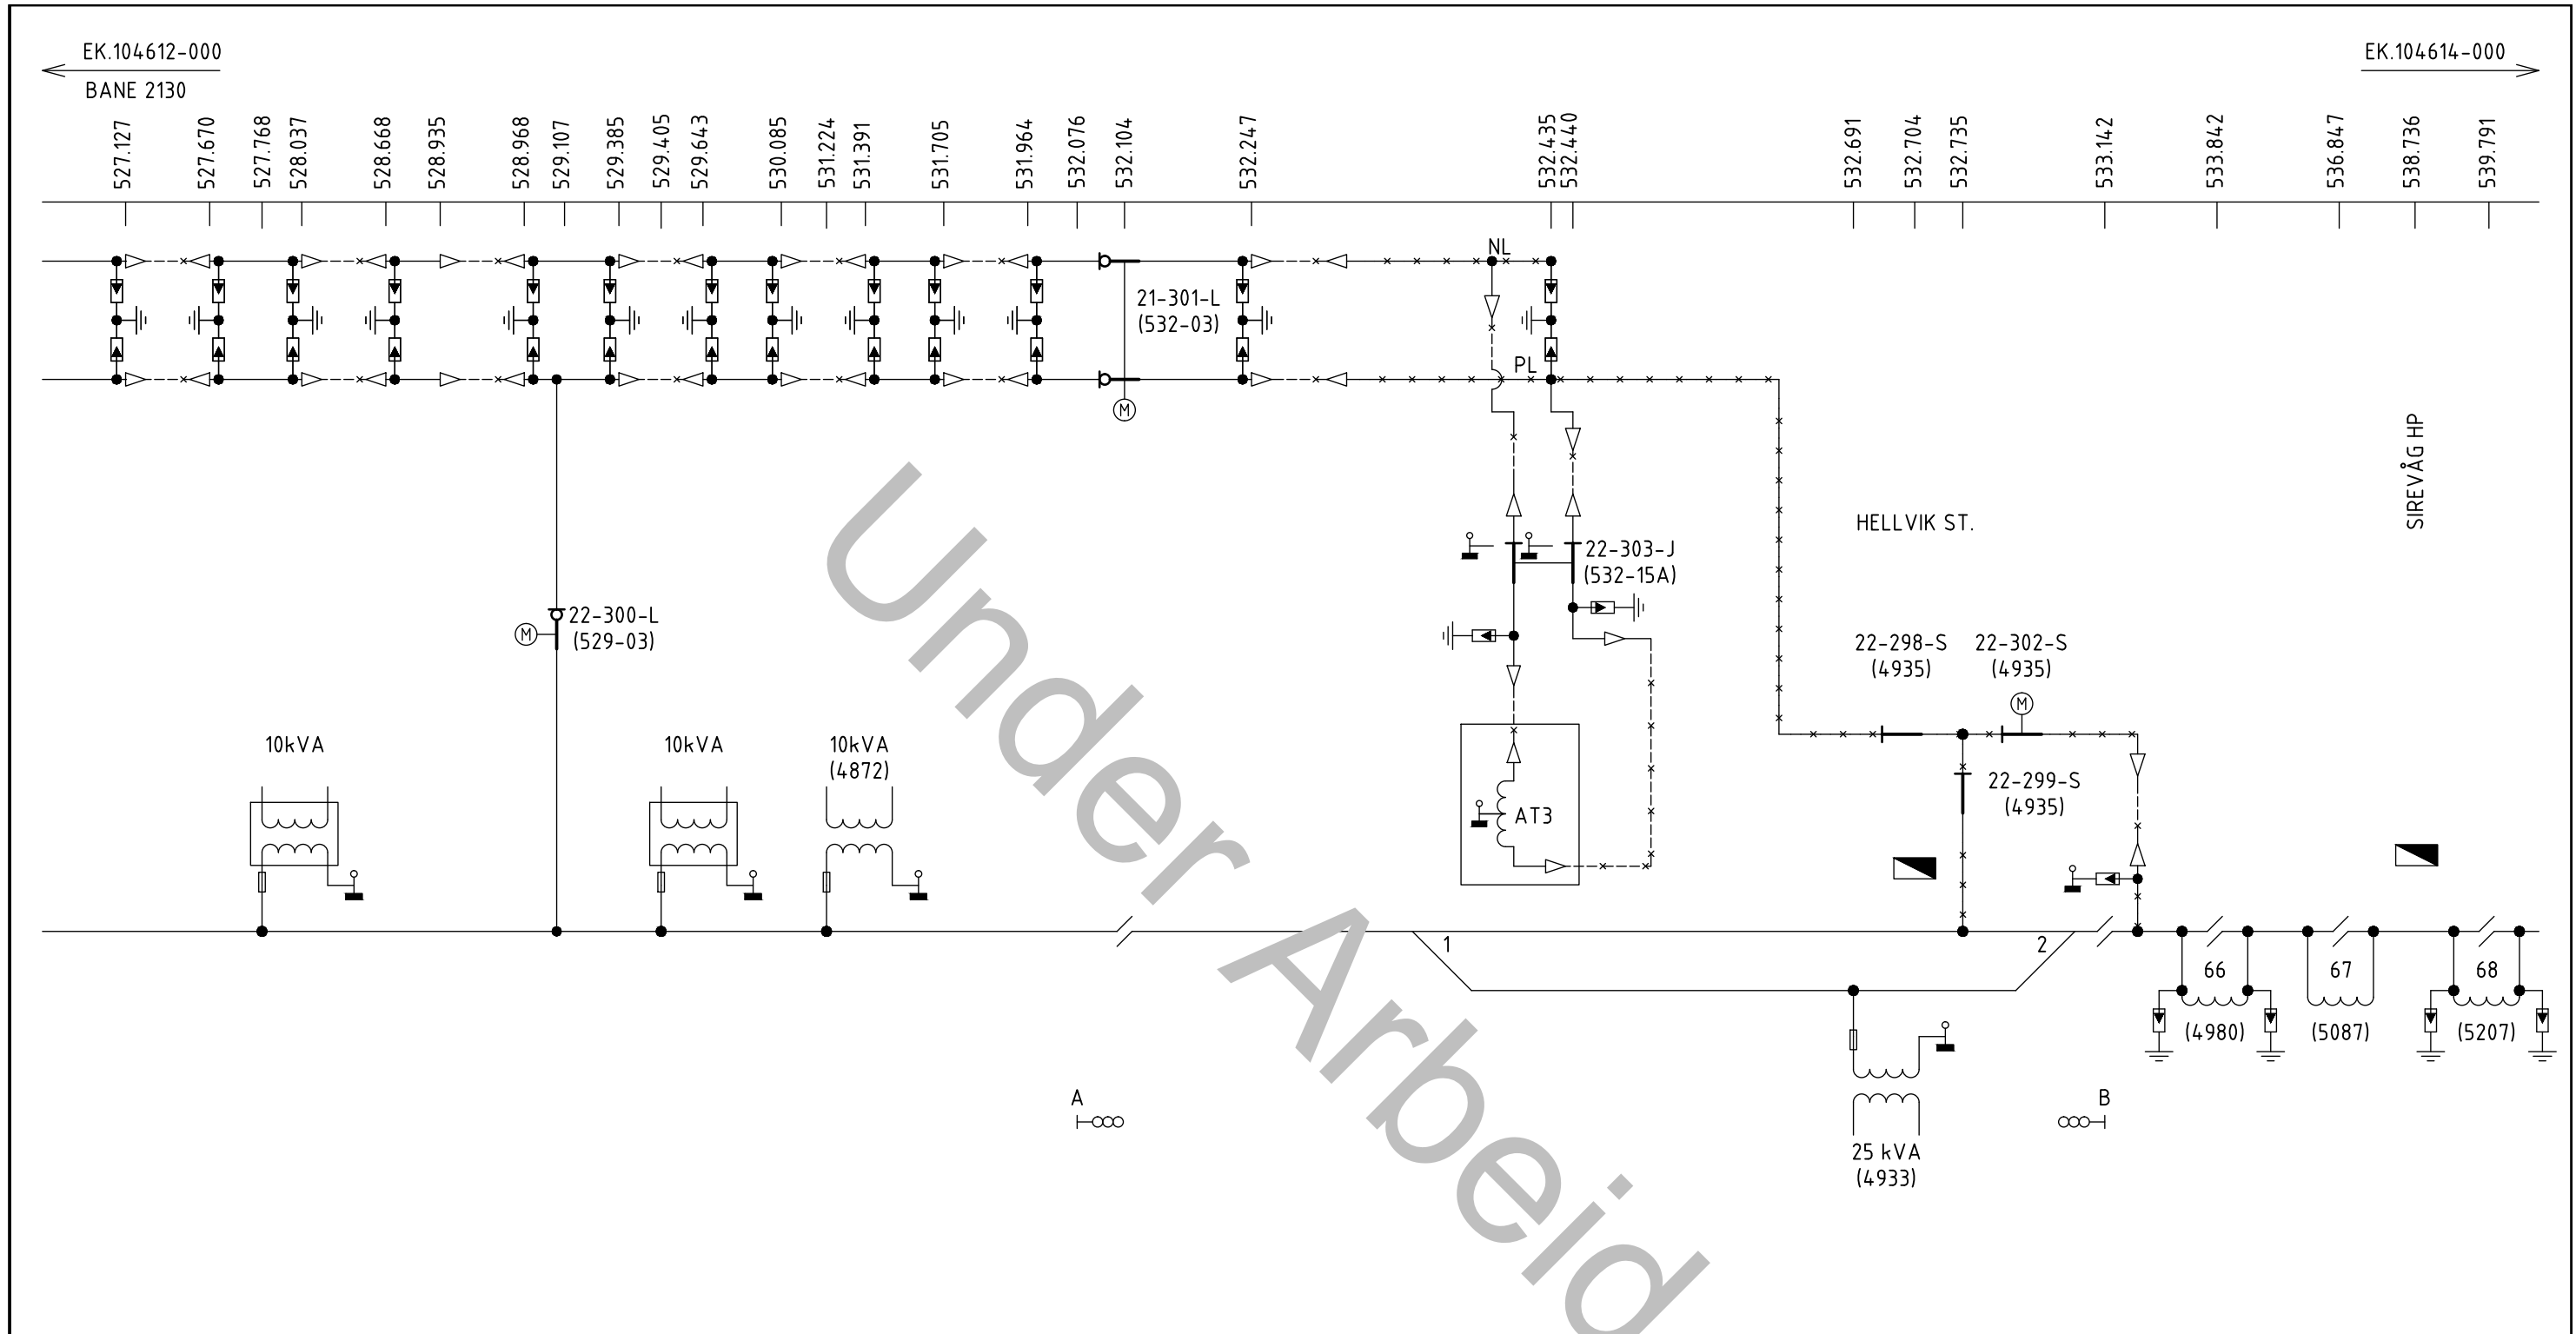 EK.104612-000
BANE 2130
EK.104614-000
527.127
527.670
527.768
528.037
528.668
528.935
528.968
529.107
529.385
529.405
529.643
530.085
531.224
531.391
531.705
531.964
532.076
532.104
532.247
532.435
532.440
532.691
532.704
532.735
533.142
533.842
536.847
538.736
539.791
NL
21-301-L
(532-03)
PL
M
SIREVÅG HP
HELLVIK ST.
22-303-J
(532-15A)
22-300-L
(529-03)
M
22-298-S
(4935)
22-302-S
(4935)
M
10kVA
10kVA
10kVA
(4872)
22-299-S
(4935)
AT3
1
2
66
67
68
(4980)
(5087)
(5207)
A
B
25 kVA
(4933)
Under Arbeid